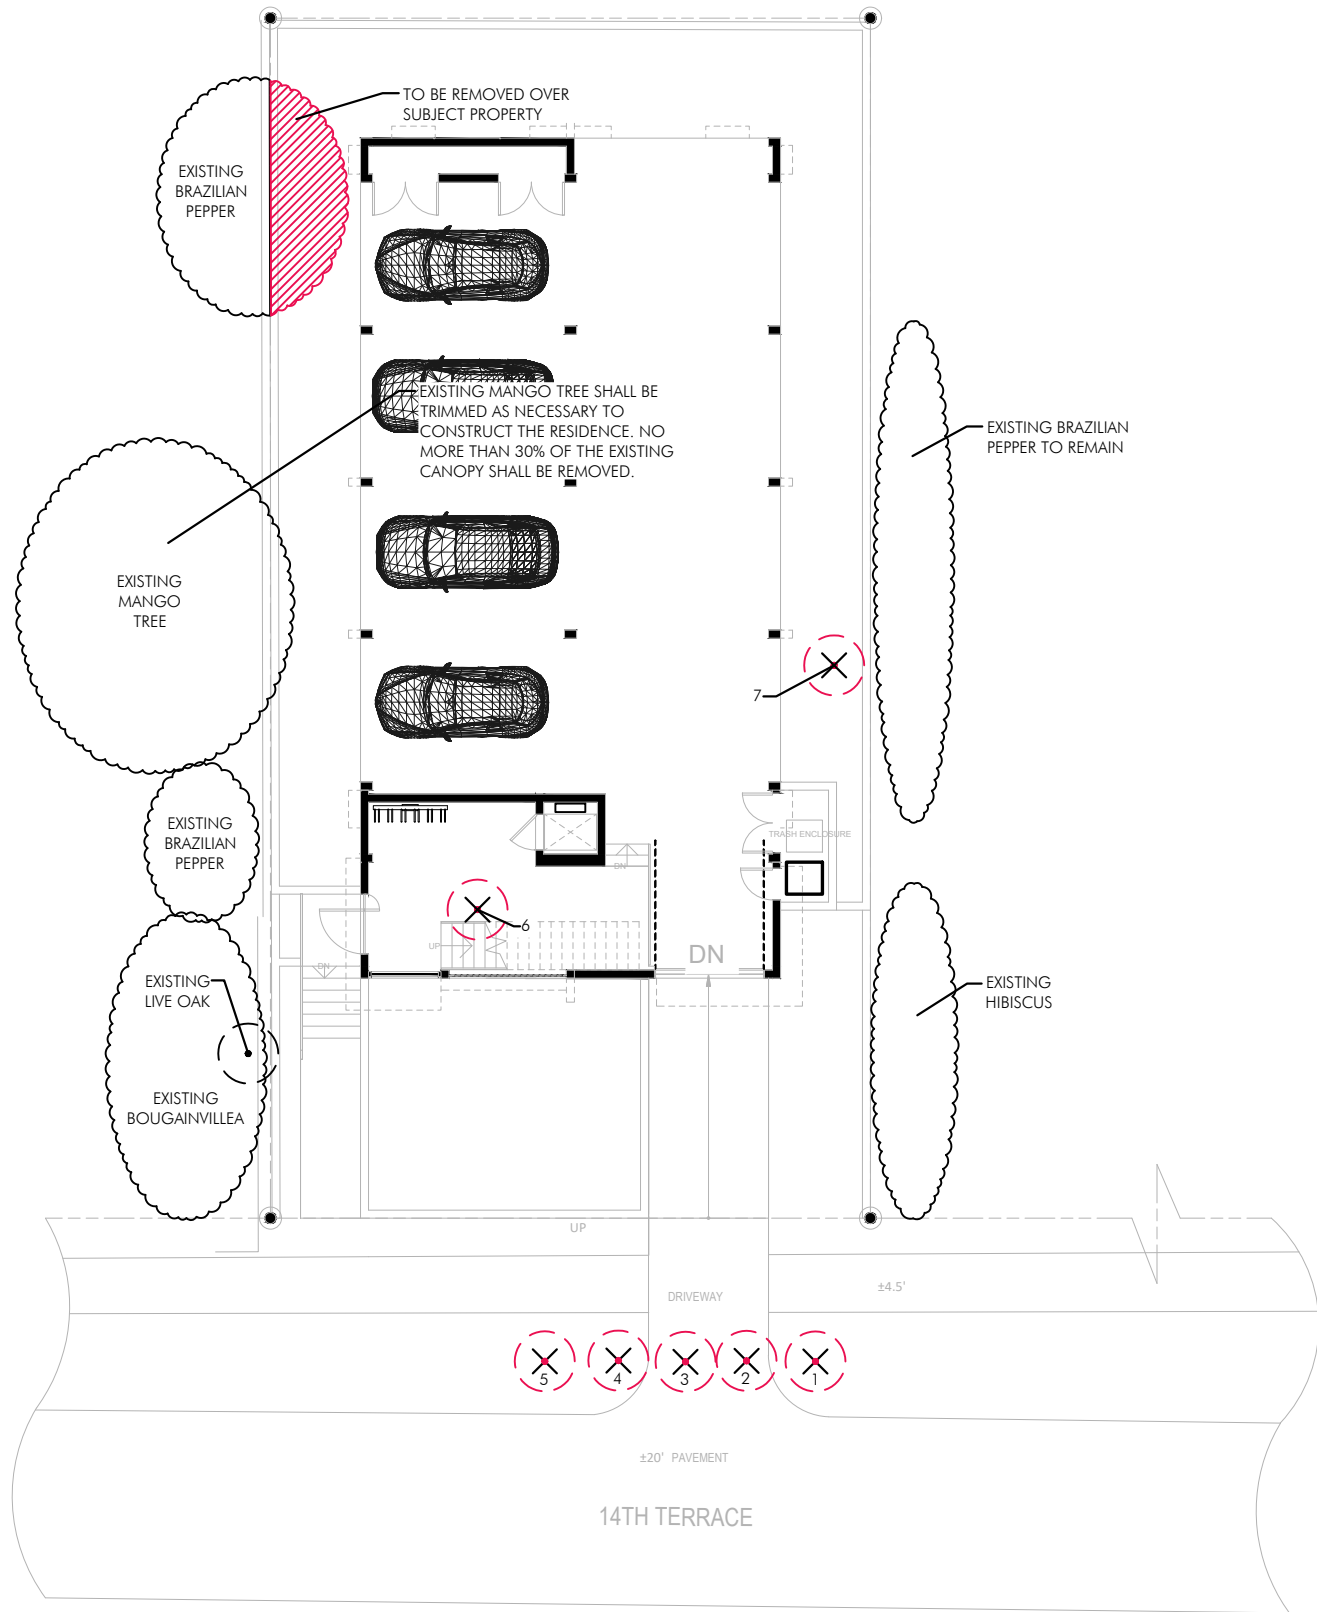 TO BE REMOVED OVER
SUBJECT PROPERTY
EXISTING
BRAZILIAN
PEPPER
EXISTING MANGO TREE SHALL BE
TRIMMED AS NECESSARY TO
CONSTRUCT THE RESIDENCE. NO
MORE THAN 30% OF THE EXISTING
CANOPY SHALL BE REMOVED.
EXISTING BRAZILIAN
PEPPER TO REMAIN
EXISTING
MANGO
TREE
7
EXISTING
BRAZILIAN
PEPPER
TRASH ENCLOSURE
DN
6
UP
DN
DN
EXISTING
LIVE OAK
EXISTING
HIBISCUS
EXISTING
BOUGAINVILLEA
UP
±4.5'
DRIVEWAY
5
4
3
2
1
±20' PAVEMENT
14TH TERRACE